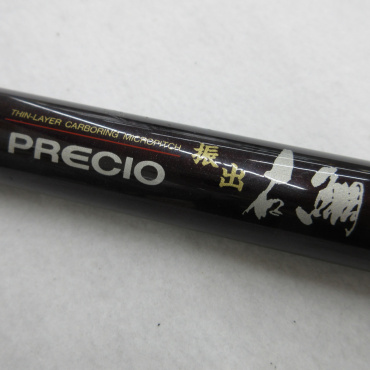 THIN-LAYER CARBORING MICROPITCH
PRECIO
振出
石鯛